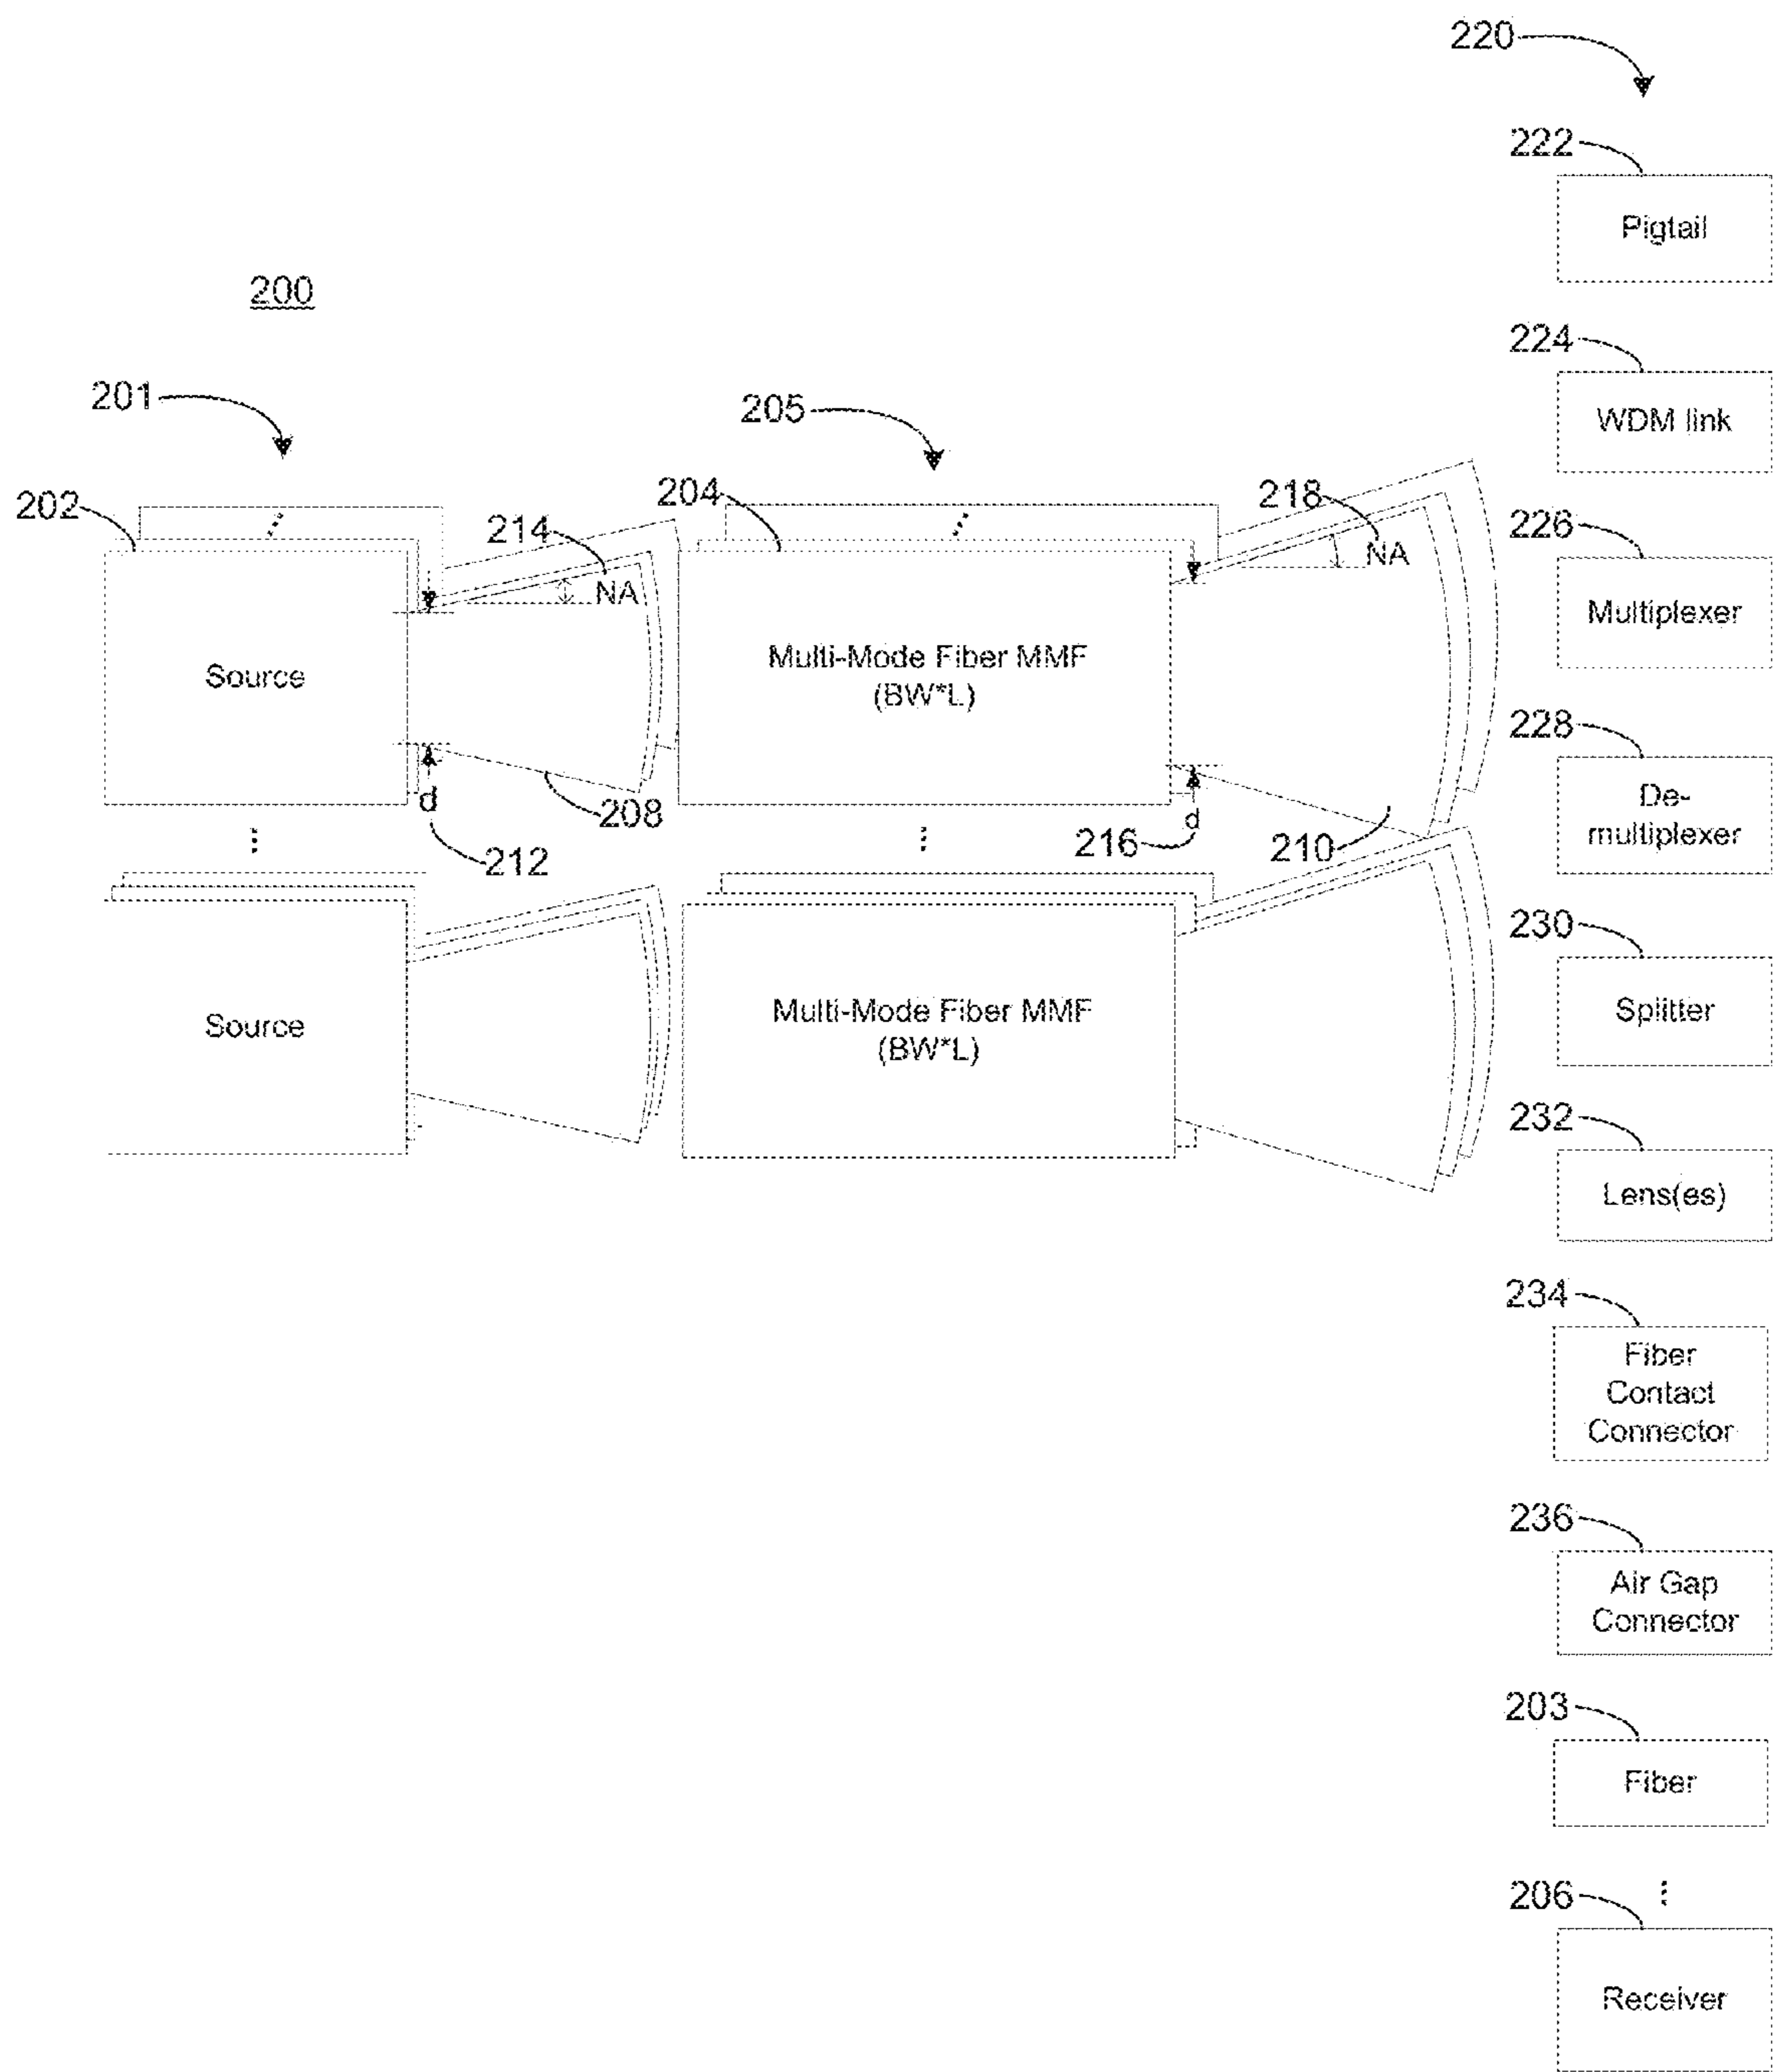 220
222
Pigtail
200
224
WDM link
201
205
202
214
NA
204
218
NA
226
Multiplexer
Source
Multi-Mode Fiber MMF
(BW*L)
228
De-
multiplexer
d
208
212
d
216
210
230
Splitter
Source
Multi-Mode Fiber MMF
(BW*L)
232
Lens(es)
234
Fiber
Contact
Connector
236
Air Gap
Connector
203
Fiber
206
Receiver